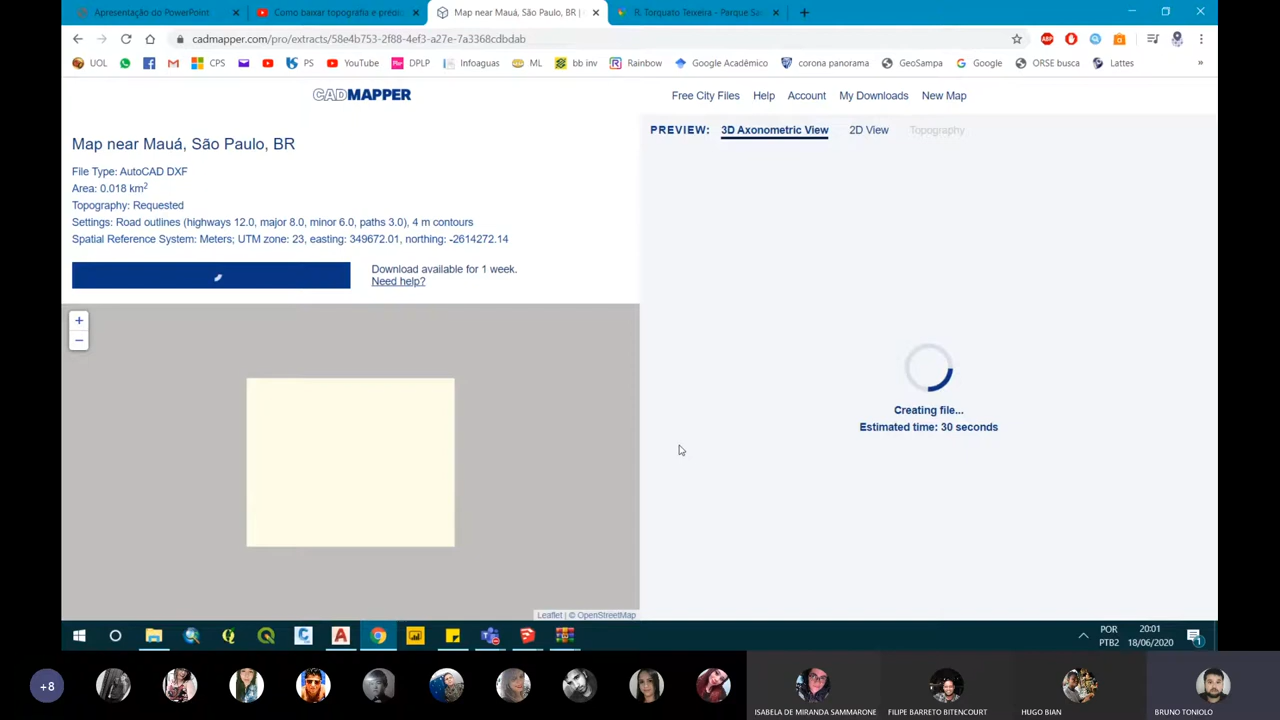 Apresentação do PowerPoint
Como baixar topografia e prédio
Map near Mauá, São Paulo, BR |
R. Torquato Teixeira - Parque Sa
cadmapper.com/pro/extracts/58e4b753-2f88-4ef3-a27e-7a3368cdbdab
UOL
CPS
YouTube
DPLP
Infoaguas
ML
bb inv
Rainbow
Google Acadêmico
corona panorama
GeoSampa
Google
ORSE busca
Lattes
CADMAPPER
Free City Files
Help
Account
My Downloads
New Map
Map near Mauá, São Paulo, BR
File Type: AutoCAD DXF
Area: 0.018 km²
Topography: Requested
Settings: Road outlines (highways 12.0, major 8.0, minor 6.0, paths 3.0), 4 m contours
Spatial Reference System: Meters; UTM zone: 23, easting: 349672.01, northing: -2614272.14
Download available for 1 week.
Need help?
PREVIEW: 3D Axonometric View 2D View Topography
Creating file...
Estimated time: 30 seconds
+
−
Leaflet | © OpenStreetMap
POR
PTB2
20:01
18/06/2020
1
+8
ISABELA DE MIRANDA SAMMARONE
FILIPE BARRETO BITENCOURT
HUGO BIAN
BRUNO TONIOLO